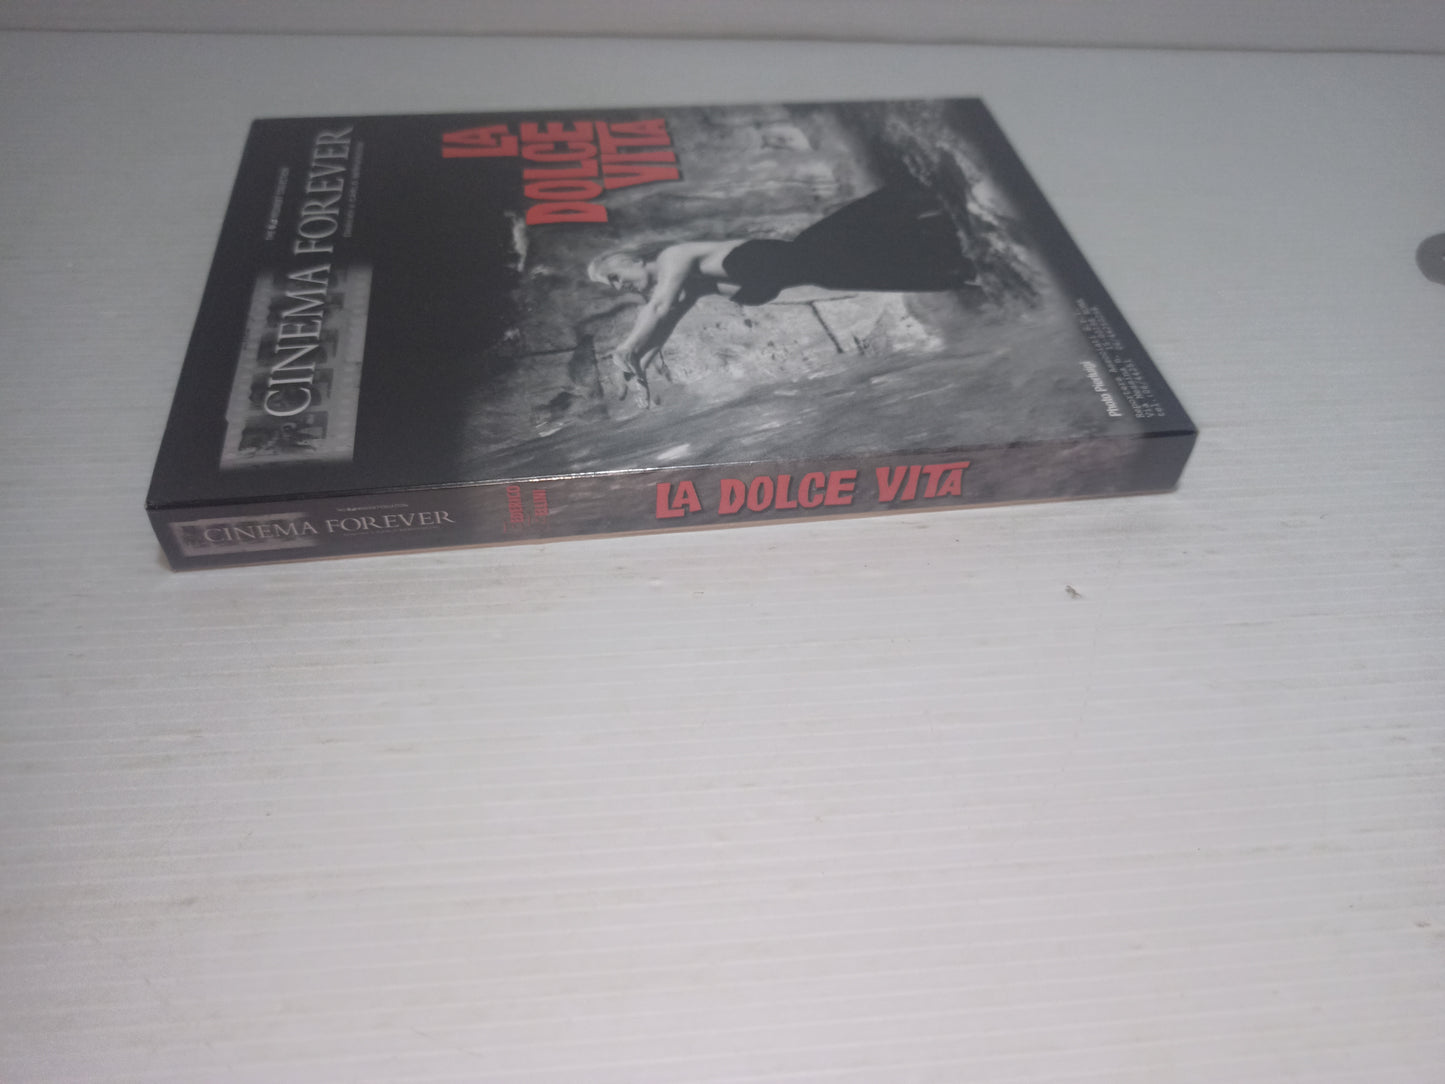 CINEMA FOREVER
LA
DOLCE
VITA
Photo Pierluigi
CINEMA FOREVER
FEDERICO
FELLINI
LA DOLCE VITA